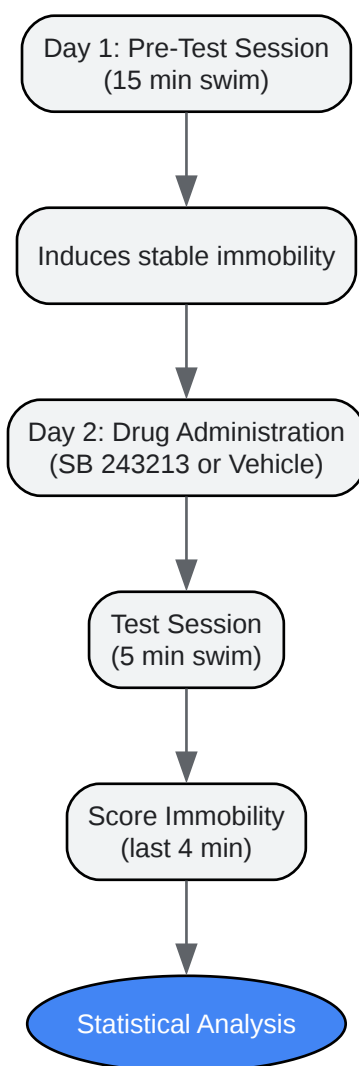 Day 1: Pre-Test Session
(15 min swim)
Induces stable immobility
Day 2: Drug Administration
(SB 243213 or Vehicle)
Test Session
(5 min swim)
Score Immobility
(last 4 min)
Statistical Analysis